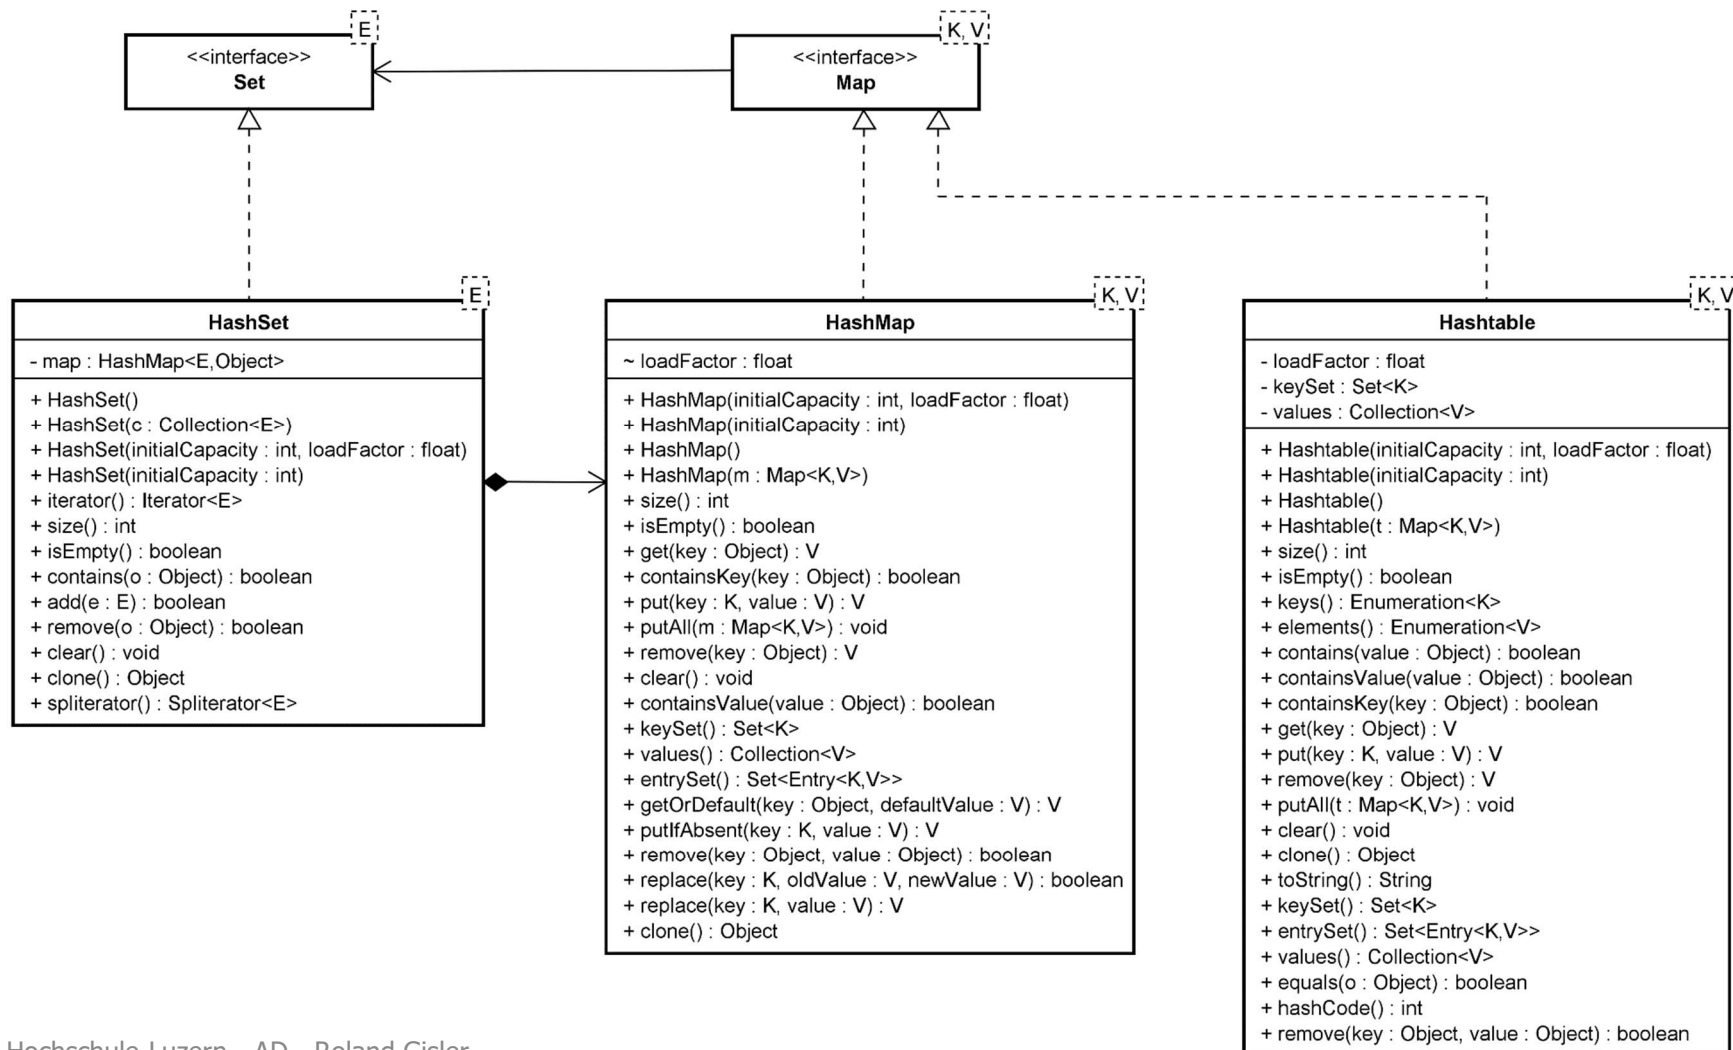 E
<<interface>>
Set
K, V
<<interface>>
Map
E
HashSet
- map : HashMap<E,Object>
+ HashSet()
+ HashSet(c : Collection<E>)
+ HashSet(initialCapacity : int, loadFactor : float)
+ HashSet(initialCapacity : int)
+ iterator() : Iterator<E>
+ size() : int
+ isEmpty() : boolean
+ contains(o : Object) : boolean
+ add(e : E) : boolean
+ remove(o : Object) : boolean
+ clear() : void
+ clone() : Object
+ spliterator() : Spliterator<E>
K, V
HashMap
~ loadFactor : float
+ HashMap(initialCapacity : int, loadFactor : float)
+ HashMap(initialCapacity : int)
+ HashMap()
+ HashMap(m : Map<K,V>)
+ size() : int
+ isEmpty() : boolean
+ get(key : Object) : V
+ containsKey(key : Object) : boolean
+ put(key : K, value : V) : V
+ putAll(m : Map<K,V>) : void
+ remove(key : Object) : V
+ clear() : void
+ containsValue(value : Object) : boolean
+ keySet() : Set<K>
+ values() : Collection<V>
+ entrySet() : Set<Entry<K,V>>
+ getOrDefault(key : Object, defaultValue : V) : V
+ putIfAbsent(key : K, value : V) : V
+ remove(key : Object, value : Object) : boolean
+ replace(key : K, oldValue : V, newValue : V) : boolean
+ replace(key : K, value : V) : V
+ clone() : Object
K, V
Hashtable
- loadFactor : float
- keySet : Set<K>
- values : Collection<V>
+ Hashtable(initialCapacity : int, loadFactor : float)
+ Hashtable(initialCapacity : int)
+ Hashtable()
+ Hashtable(t : Map<K,V>)
+ size() : int
+ isEmpty() : boolean
+ keys() : Enumeration<K>
+ elements() : Enumeration<V>
+ contains(value : Object) : boolean
+ containsValue(value : Object) : boolean
+ containsKey(key : Object) : boolean
+ get(key : Object) : V
+ put(key : K, value : V) : V
+ remove(key : Object) : V
+ putAll(t : Map<K,V>) : void
+ clear() : void
+ clone() : Object
+ toString() : String
+ keySet() : Set<K>
+ entrySet() : Set<Entry<K,V>>
+ values() : Collection<V>
+ equals(o : Object) : boolean
+ hashCode() : int
+ remove(key : Object, value : Object) : boolean
Hochschule Luzern AD Roland Gisler